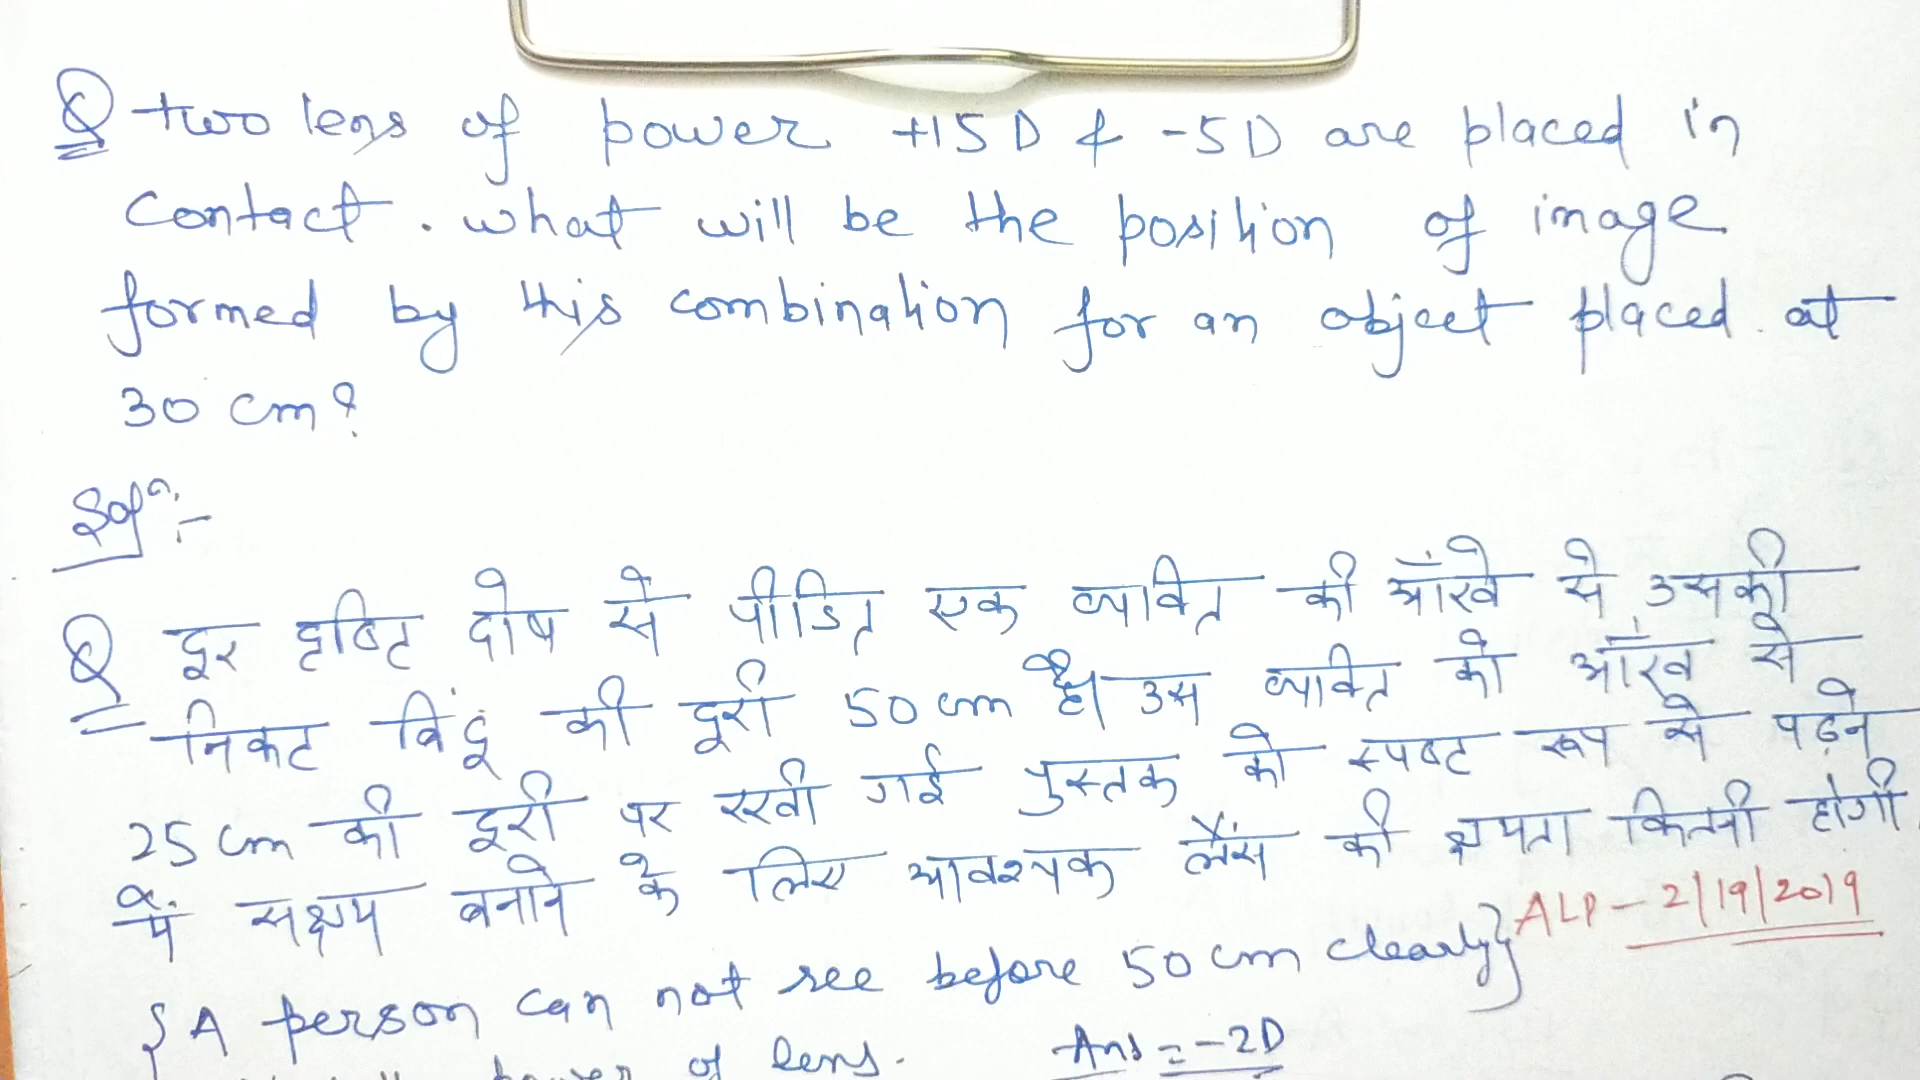 Q two lens of power +15D & -5D are placed in
contact. what will be the position of image
formed by this combination for an object placed at
30 cm?
Solⁿ:-
Q दूर दृष्टि दोष से पीडित एक व्यक्ति की आँखे से उसकी
निकट बिंदू की दूरी 50 cm है। उस व्यक्ति को आँख से
25 cm की दूरी पर रखी गई पुस्तक को स्पष्ट रूप से पढ़ने
में सक्षम बनाने के लिए आवश्यक लैंस की क्षमता कितनी होगी
ALP - 2/19/2019
{A person can not see before 50 cm clearly}
power of lens. Ans = -2D